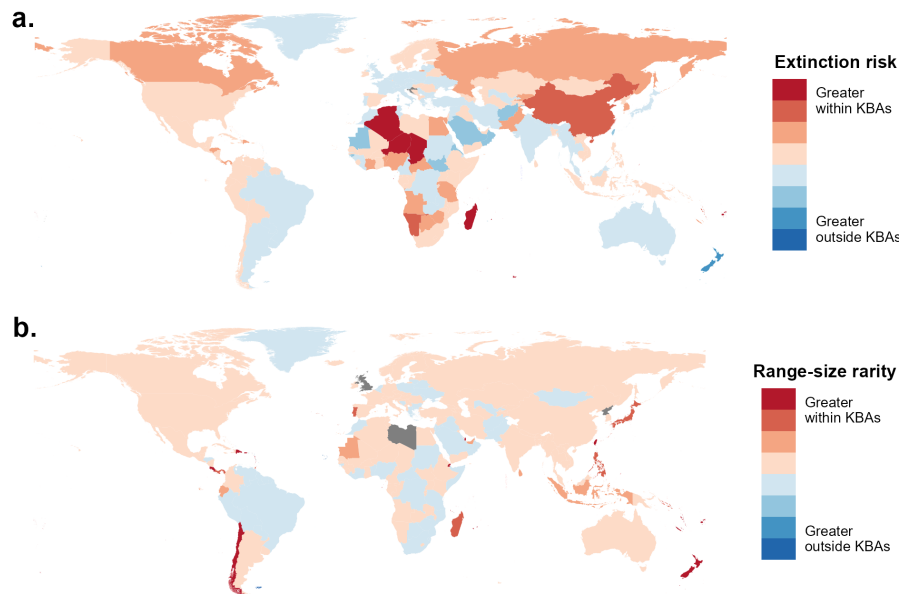 a.
Extinction risk
Greater
within KBAs
Greater
outside KBAs
b.
Range-size rarity
Greater
within KBAs
Greater
outside KBAs